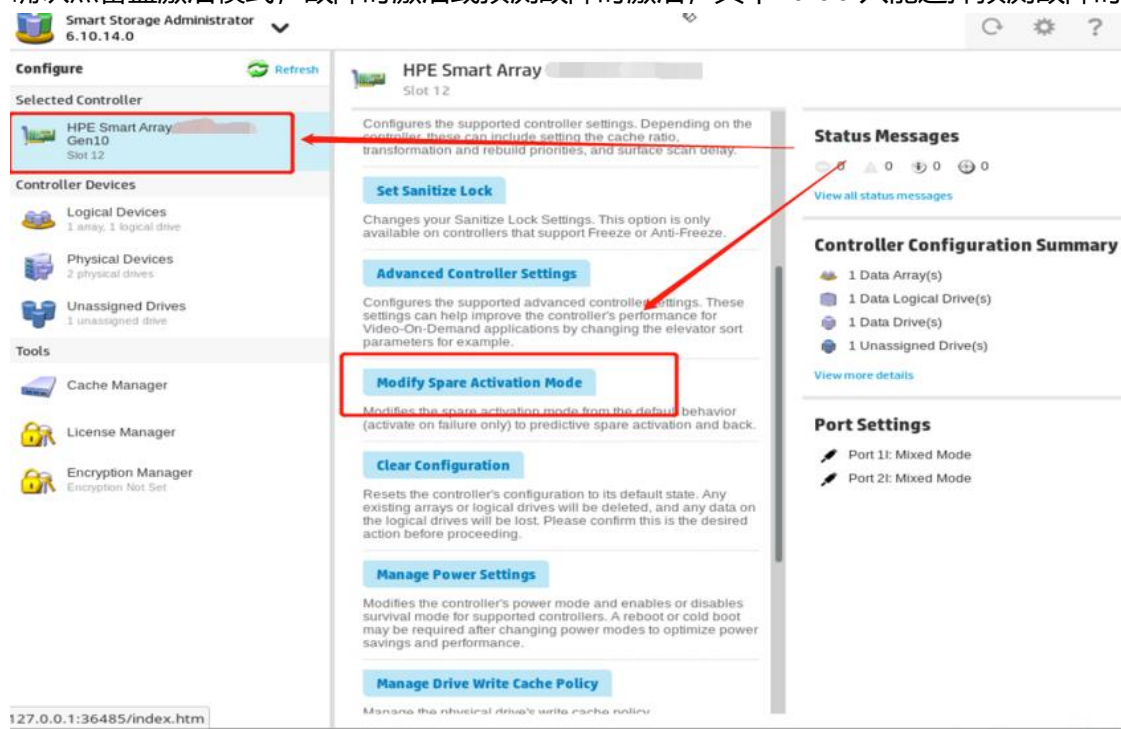 Smart Storage Administrator
6.10.14.0
Configure
Refresh
HPE Smart Array
Slot 12
Selected Controller
HPE Smart Array
Gen10
Slot 12
Controller Devices
Logical Devices
1 array, 1 logical drive
Physical Devices
2 physical drives
Unassigned Drives
1 unassigned drive
Tools
Cache Manager
License Manager
Encryption Manager
Encryption Not Set
127.0.0.1:36485/index.htm
Configures the supported controller settings. Depending on the
controller, these can include setting the cache ratio,
transformation and rebuild priorities, and surface scan delay.
Set Sanitize Lock
Changes your Sanitize Lock Settings. This option is only
available on controllers that support Freeze or Anti-Freeze.
Advanced Controller Settings
Configures the supported advanced controller settings. These
settings can help improve the controller's performance for
Video-On-Demand applications by changing the elevator sort
parameters for example.
Modify Spare Activation Mode
Modifies the spare activation mode from the default behavior
(activate on failure only) to predictive spare activation and back.
Clear Configuration
Resets the controller's configuration to its default state. Any
existing arrays or logical drives will be deleted, and any data on
the logical drives will be lost. Please confirm this is the desired
action before proceeding.
Manage Power Settings
Modifies the controller's power mode and enables or disables
survival mode for supported controllers. A reboot or cold boot
may be required after changing power modes to optimize power
savings and performance.
Manage Drive Write Cache Policy
Manage the physical drive's write cache policy
Status Messages
0 0 0 0
View all status messages
Controller Configuration Summary
1 Data Array(s)
1 Data Logical Drive(s)
1 Data Drive(s)
1 Unassigned Drive(s)
View more details
Port Settings
Port 1I: Mixed Mode
Port 2I: Mixed Mode